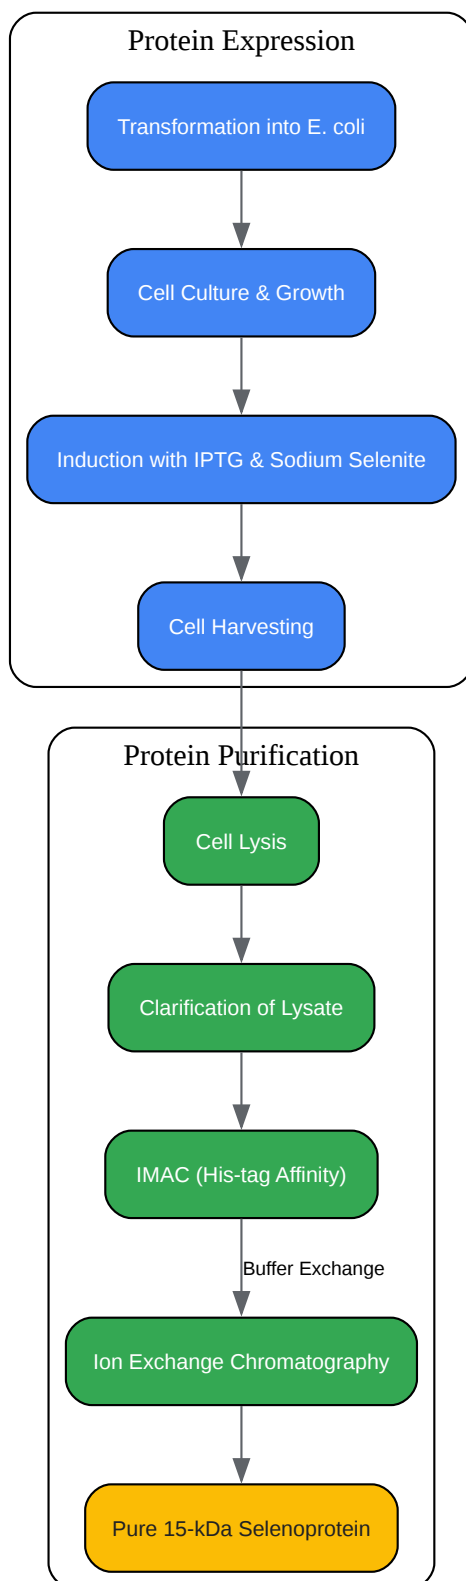 Protein Expression
Transformation into E. coli
Cell Culture & Growth
Induction with IPTG & Sodium Selenite
Cell Harvesting
Protein Purification
Cell Lysis
Clarification of Lysate
IMAC (His-tag Affinity)
Buffer Exchange
Ion Exchange Chromatography
Pure 15-kDa Selenoprotein